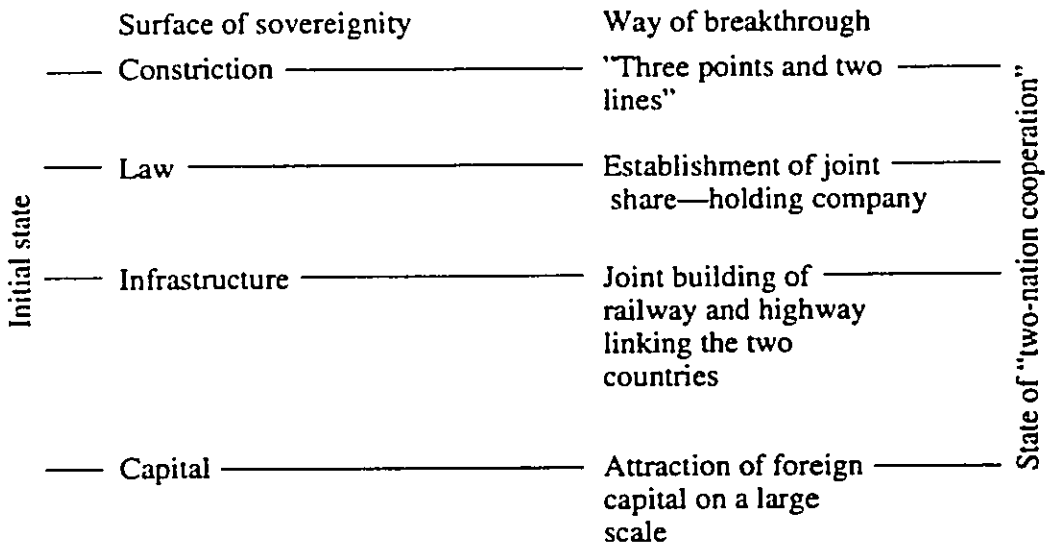 Surface of sovereignity
Way of breakthrough
Constriction
"Three points and two
lines"
Law
Establishment of joint
share—holding company
Infrastructure
Joint building of
railway and highway
linking the two
countries
Capital
Attraction of foreign
capital on a large
scale
Initial state
State of "two-nation cooperation"